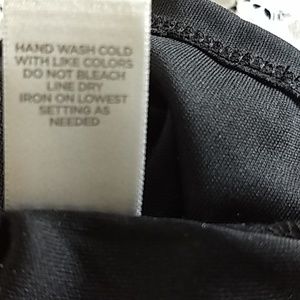 HAND WASH COLD
WITH LIKE COLORS
DO NOT BLEACH
LINE DRY
IRON ON LOWEST
SETTING AS
NEEDED